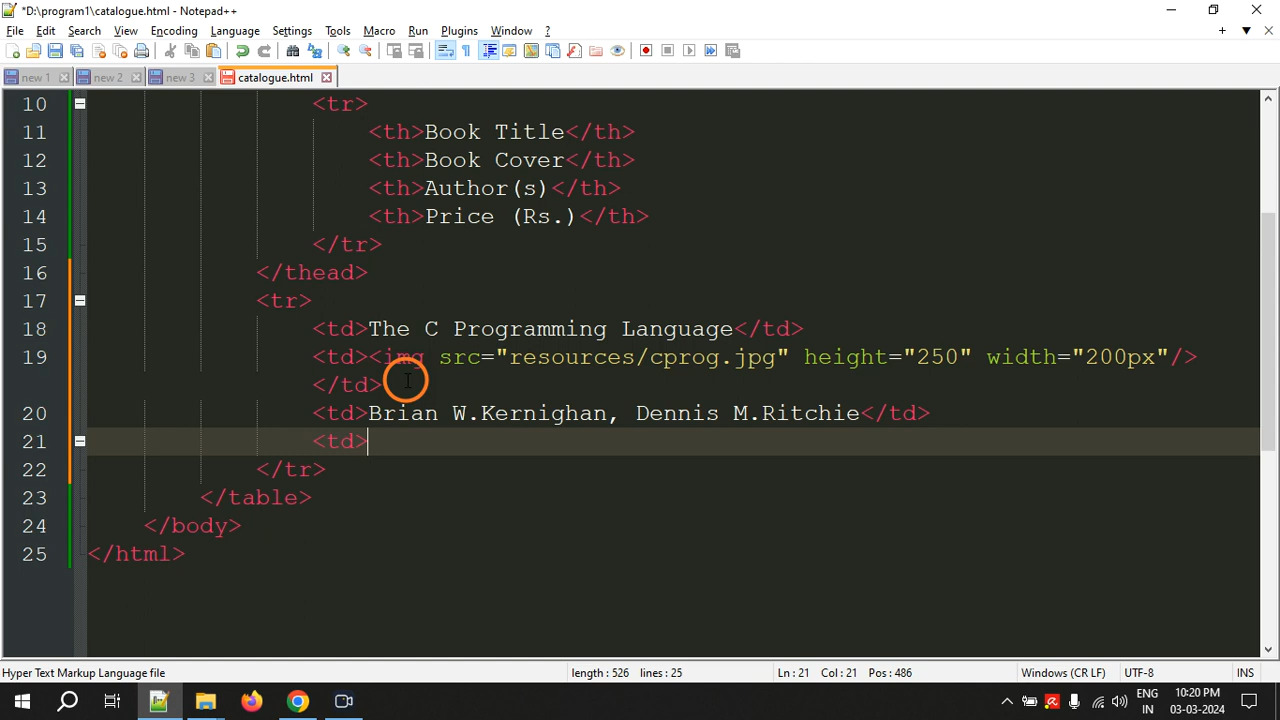 *D:\program1\catalogue.html - Notepad++
File Edit Search View Encoding Language Settings Tools Macro Run Plugins Window ?
new 1 new 2 new 3 catalogue.html
10 <tr>
11 <th>Book Title</th>
12 <th>Book Cover</th>
13 <th>Author(s)</th>
14 <th>Price (Rs.)</th>
15 </tr>
16 </thead>
17 <tr>
18 <td>The C Programming Language</td>
19 <td><img src="resources/cprog.jpg" height="250" width="200px"/>
</td>
20 <td>Brian W.Kernighan, Dennis M.Ritchie</td>
21 <td>
22 </tr>
23 </table>
24 </body>
25 </html>
Hyper Text Markup Language file length : 526 lines : 25 Ln : 21 Col : 21 Pos : 486 Windows (CR LF) UTF-8 INS
ENG 10:20 PM
IN 03-03-2024